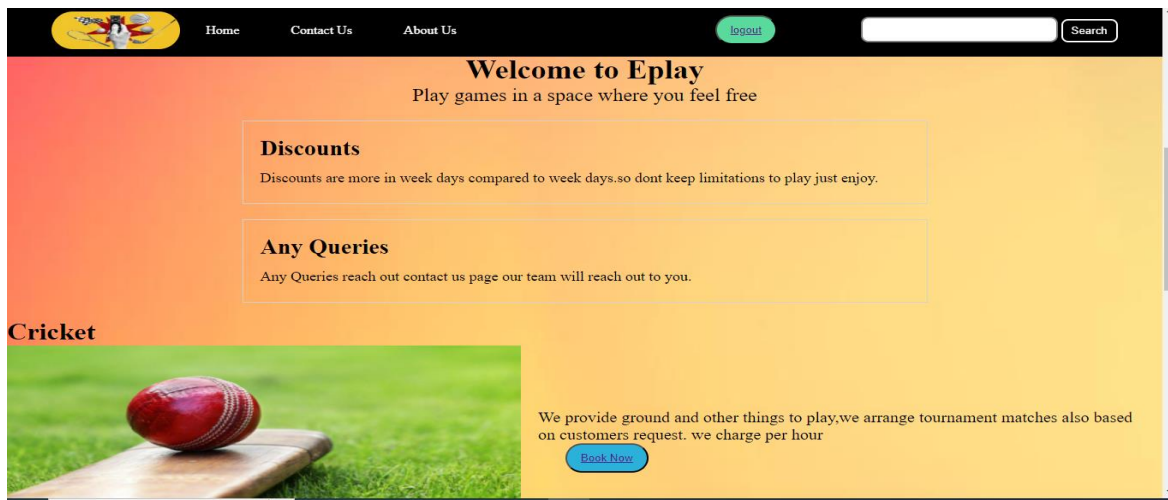 Home Contact Us About Us logout Search
Welcome to Eplay
Play games in a space where you feel free
Discounts
Discounts are more in week days compared to week days.so dont keep limitations to play just enjoy.
Any Queries
Any Queries reach out contact us page our team will reach out to you.
Cricket
We provide ground and other things to play,we arrange tournament matches also based
on customers request. we charge per hour
Book Now